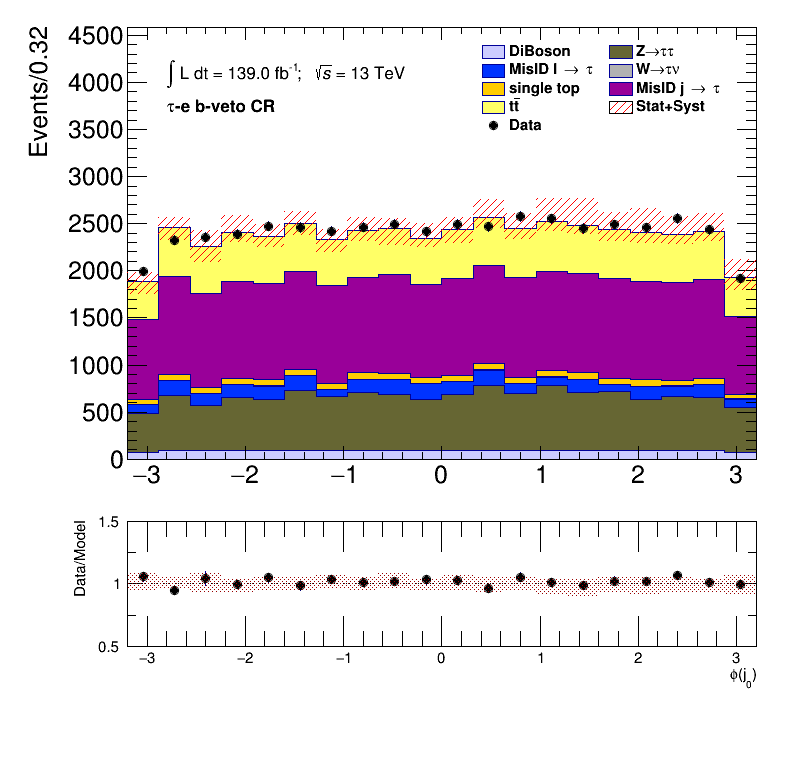 Events/0.32
4500
4000
3500
3000
2500
2000
1500
1000
500
0
∫ L dt = 139.0 fb⁻¹; √s = 13 TeV
τ-e b-veto CR
DiBoson
Z→ττ
MisID l → τ
W→τν
single top
MisID j → τ
tt̄
Stat+Syst
Data
−3 −2 −1 0 1 2 3
Data/Model
1.5
1
0.5
−3 −2 −1 0 1 2 3
ϕ(j₀)